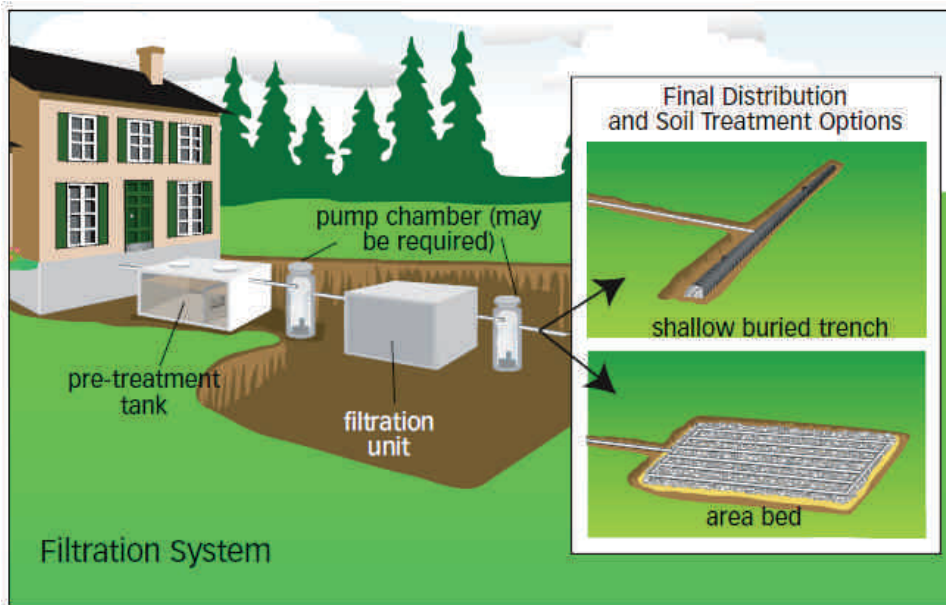 Final Distribution
and Soil Treatment Options
pump chamber (may
be required)
shallow buried trench
pre-treatment
tank
filtration
unit
area bed
Filtration System